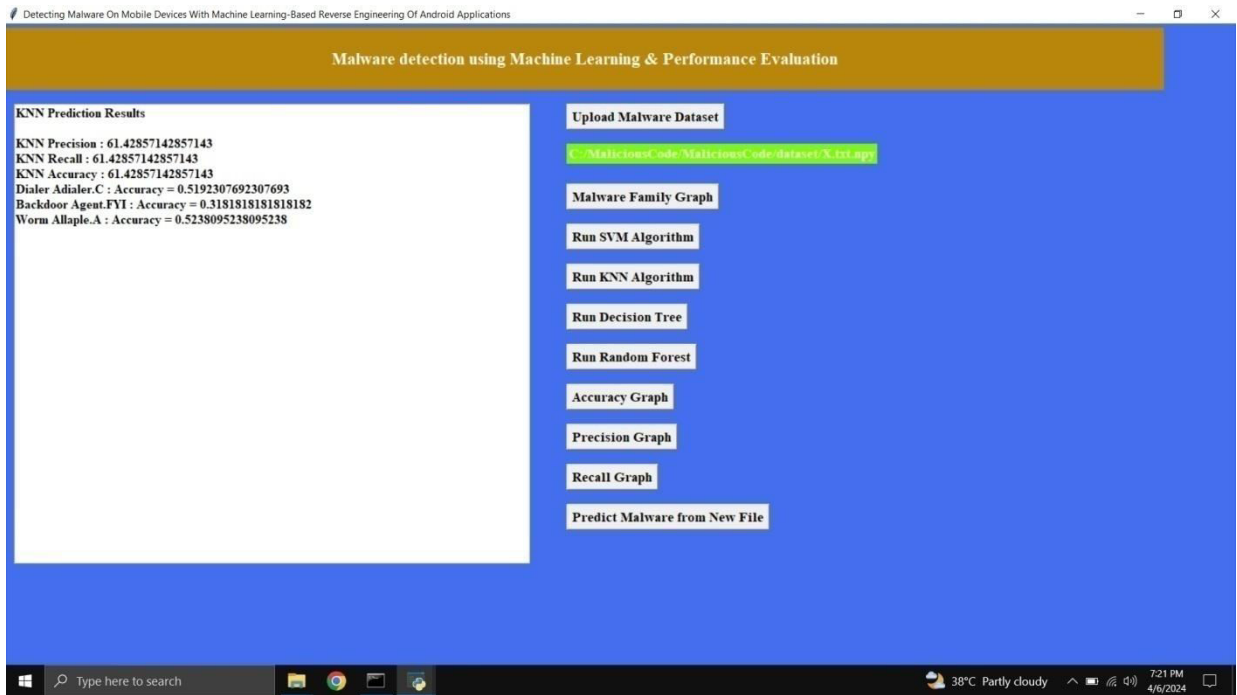 Detecting Malware On Mobile Devices With Machine Learning-Based Reverse Engineering Of Android Applications
Malware detection using Machine Learning & Performance Evaluation
KNN Prediction Results
KNN Precision : 61.42857142857143
KNN Recall : 61.42857142857143
KNN Accuracy : 61.42857142857143
Dialer Adialer.C : Accuracy = 0.5192307692307693
Backdoor Agent.FYI : Accuracy = 0.3181818181818182
Worm Allaple.A : Accuracy = 0.5238095238095238
Upload Malware Dataset
C:/MaliciousCode/MaliciousCode/dataset/X.txt.npy
Malware Family Graph
Run SVM Algorithm
Run KNN Algorithm
Run Decision Tree
Run Random Forest
Accuracy Graph
Precision Graph
Recall Graph
Predict Malware from New File
Type here to search
38°C Partly cloudy
7:21 PM
4/6/2024